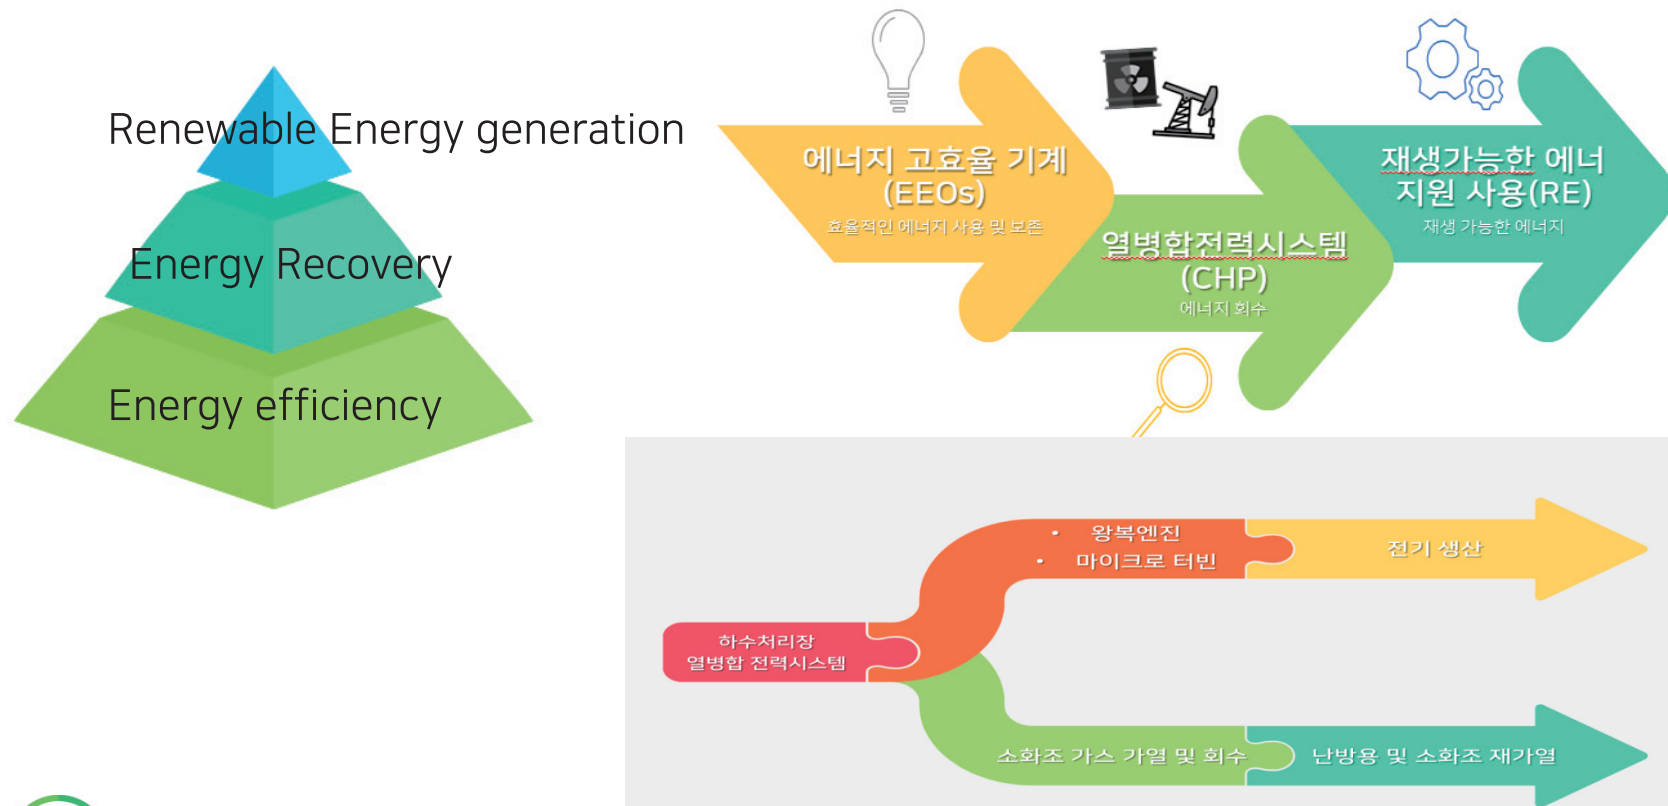 Renewable Energy generation
Energy Recovery
Energy efficiency
에너지 고효율 기계
(EEOs)
효율적인 에너지 사용 및 보존
열병합전력시스템
(CHP)
에너지 회수
재생가능한 에너
지원 사용(RE)
재생 가능한 에너지
하수처리장
열병합 전력시스템
• 왕복엔진
• 마이크로 터빈
전기 생산
소화조 가스 가열 및 회수
난방용 및 소화조 재가열